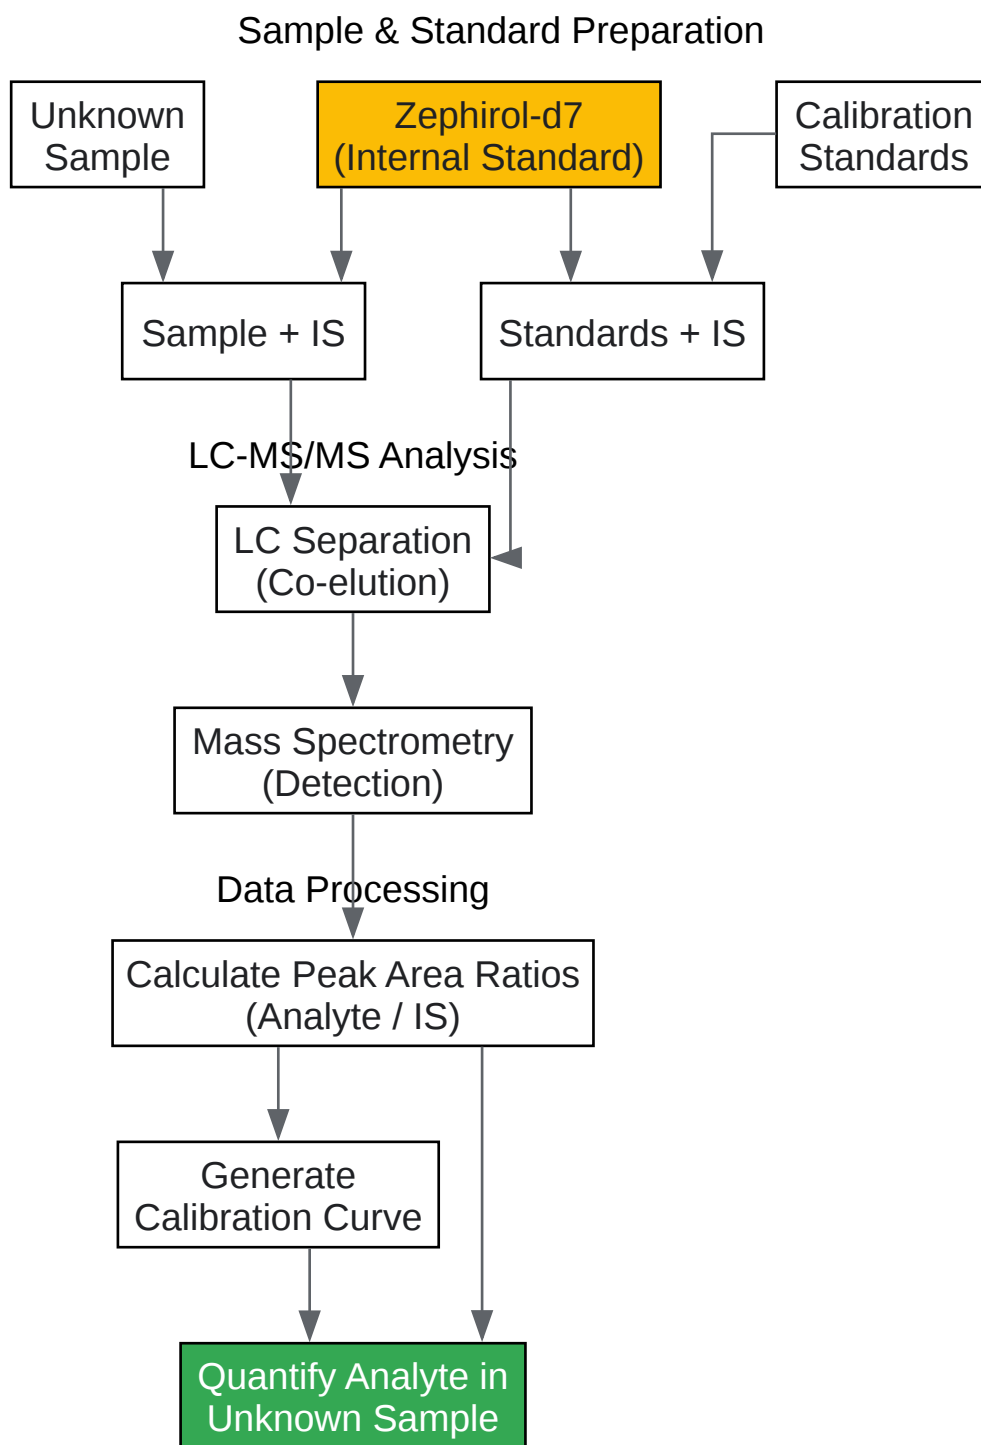 Sample & Standard Preparation
Unknown
Sample
Zephirol-d7
(Internal Standard)
Calibration
Standards
Sample + IS
Standards + IS
LC-MS/MS Analysis
LC Separation
(Co-elution)
Mass Spectrometry
(Detection)
Data Processing
Calculate Peak Area Ratios
(Analyte / IS)
Generate
Calibration Curve
Quantify Analyte in
Unknown Sample